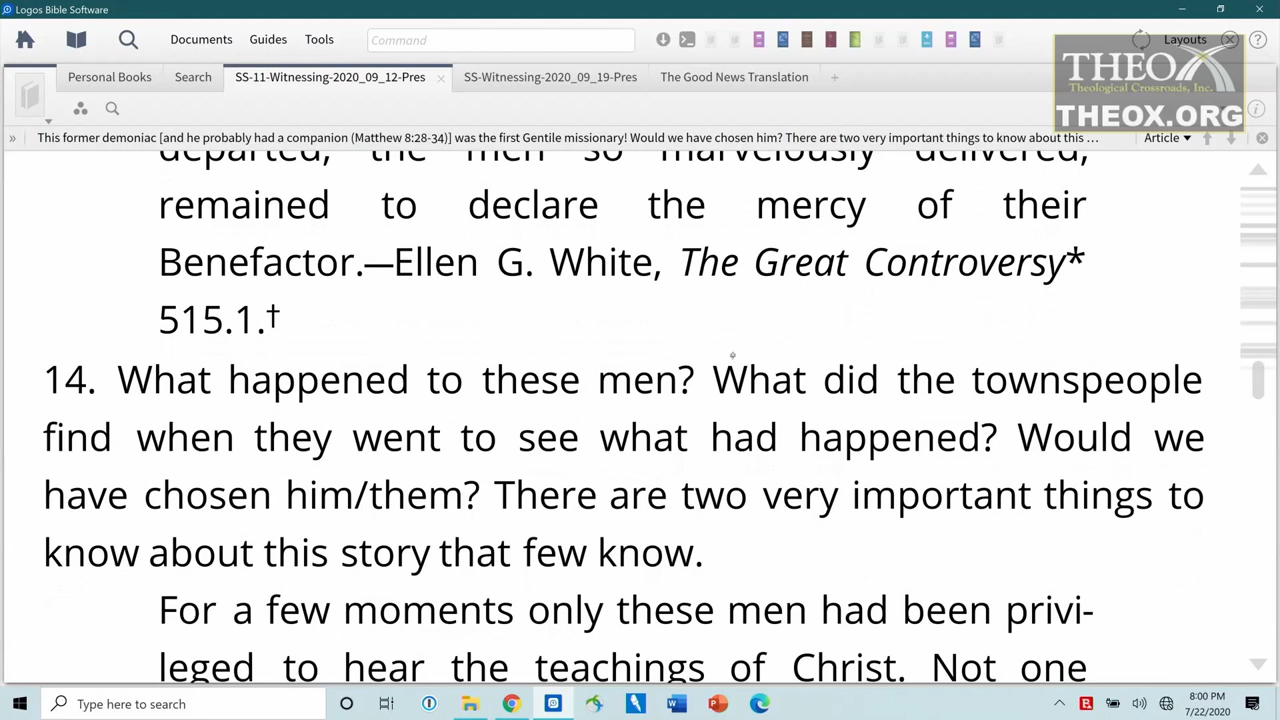 Logos Bible Software
Documents Guides Tools Command Layouts
THEOX
Theological Crossroads, Inc.
THEOX.ORG
Personal Books Search SS-11-Witnessing-2020_09_12-Pres SS-Witnessing-2020_09_19-Pres The Good News Translation
This former demoniac [and he probably had a companion (Matthew 8:28-34)] was the first Gentile missionary! Would we have chosen him? There are two very important things to know about this ... Article
departed, the men so marvelously delivered,
remained to declare the mercy of their
Benefactor.—Ellen G. White, The Great Controversy*
515.1.†
14. What happened to these men? What did the townspeople
find when they went to see what had happened? Would we
have chosen him/them? There are two very important things to
know about this story that few know.
For a few moments only these men had been privi-
leged to hear the teachings of Christ. Not one
Type here to search
8:00 PM
7/22/2020